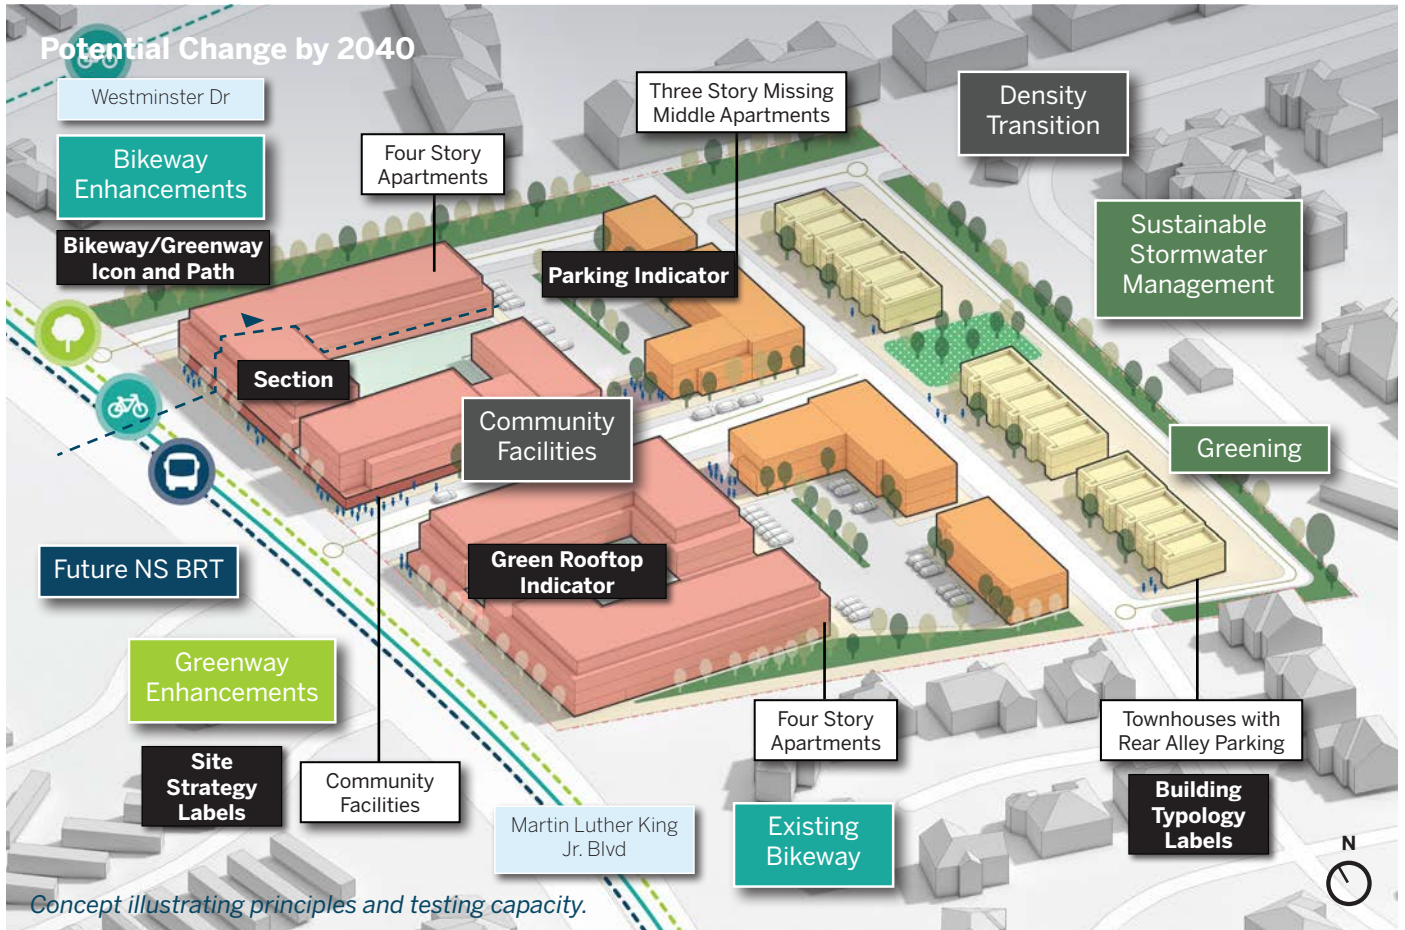 Potential Change by 2040
Westminster Dr
Bikeway
Enhancements
Bikeway/Greenway
Icon and Path
Four Story
Apartments
Three Story Missing
Middle Apartments
Density
Transition
Parking Indicator
Sustainable
Stormwater
Management
Section
Community
Facilities
Greening
Green Rooftop
Indicator
Future NS BRT
Greenway
Enhancements
Site
Strategy
Labels
Community
Facilities
Four Story
Apartments
Townhouses with
Rear Alley Parking
Martin Luther King
Jr. Blvd
Existing
Bikeway
Building
Typology
Labels
N
Concept illustrating principles and testing capacity.